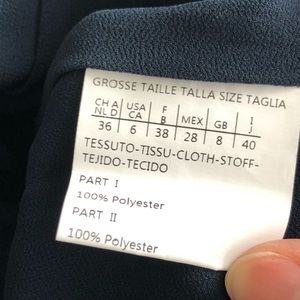 GROSSE TAILLE TALLA SIZE TAGLIA
CH A NL D USA CA F B MEX GB I J
36 6 38 28 8 40
TESSUTO-TISSU-CLOTH-STOFF-
TEJIDO-TECIDO
PART I
100% Polyester
PART II
100% Polyester